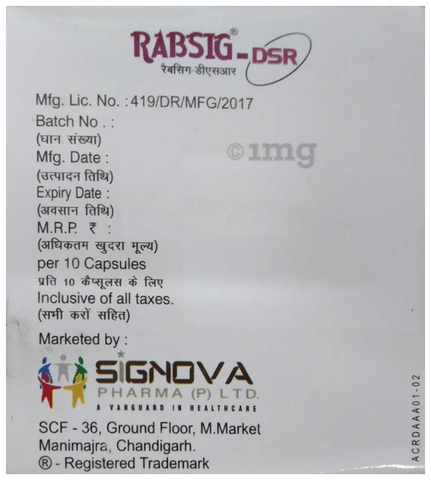 RABSIG®-DSR
रैबसिग-डीएसआर
Mfg. Lic. No. : 419/DR/MFG/2017
Batch No . :
(घान संख्या)
Mfg. Date :
(उत्पादन तिथि)
Expiry Date :
(अवसान तिथि)
M.R.P. ₹ :
(अधिकतम खुदरा मूल्य)
per 10 Capsules
प्रति 10 कैप्सूलस के लिए
Inclusive of all taxes.
(सभी करों सहित)
©1mg
Marketed by :
SIGNOVA
PHARMA (P) LTD.
A VANGUARD IN HEALTHCARE
SCF - 36, Ground Floor, M.Market
Manimajra, Chandigarh.
® - Registered Trademark
ACRDAAA01-02